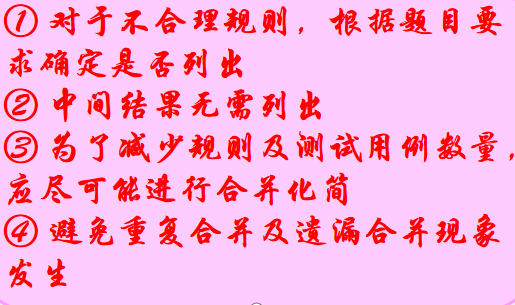 ① 对于不合理规则，根据题目要
求确定是否列出
② 中间结果无需列出
③ 为了减少规则及测试用例数量，
应尽可能进行合并化简
④ 避免重复合并及遗漏合并现象
发生